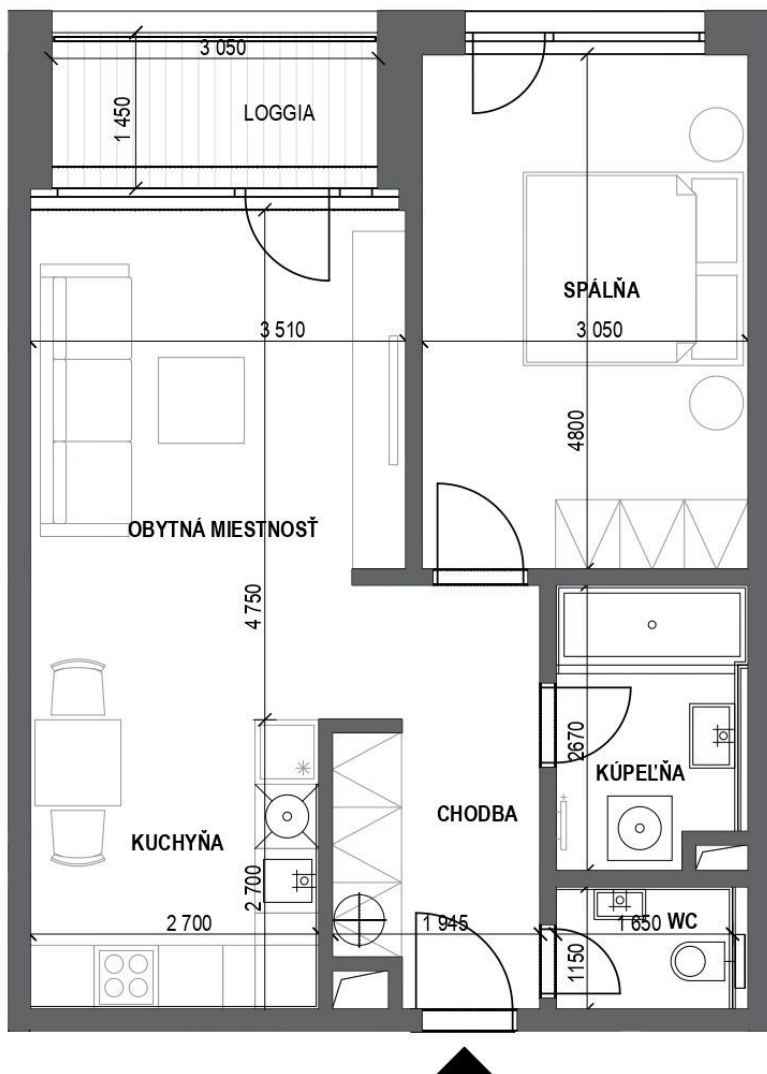 3 050
1 450
LOGGIA
SPÁLŇA
3 510
3 050
4800
OBYTNÁ MIESTNOSŤ
4 750
2670
KÚPEĽŇA
CHODBA
KUCHYŇA
2 700
2 700
1 945
1 650
WC
1150